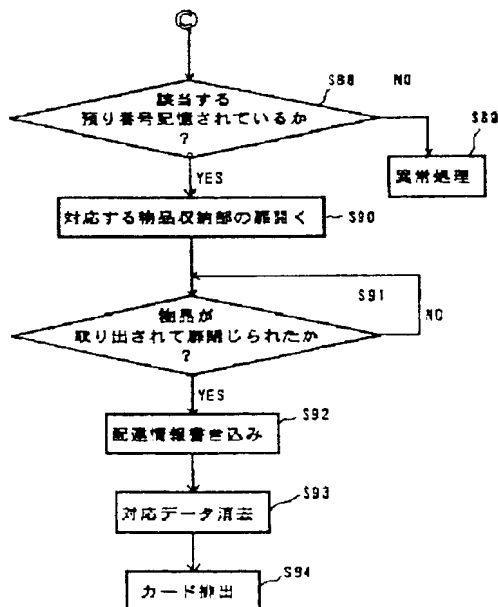 C
S88
NO
該当する
預り番号記憶されているか
?
S89
異常処理
YES
対応する物品収納部の扉開く
S90
S91
物品が
取り出されて扉閉じられたか
?
NO
YES
S92
配達情報書き込み
S93
対応データ消去
S94
カード排出